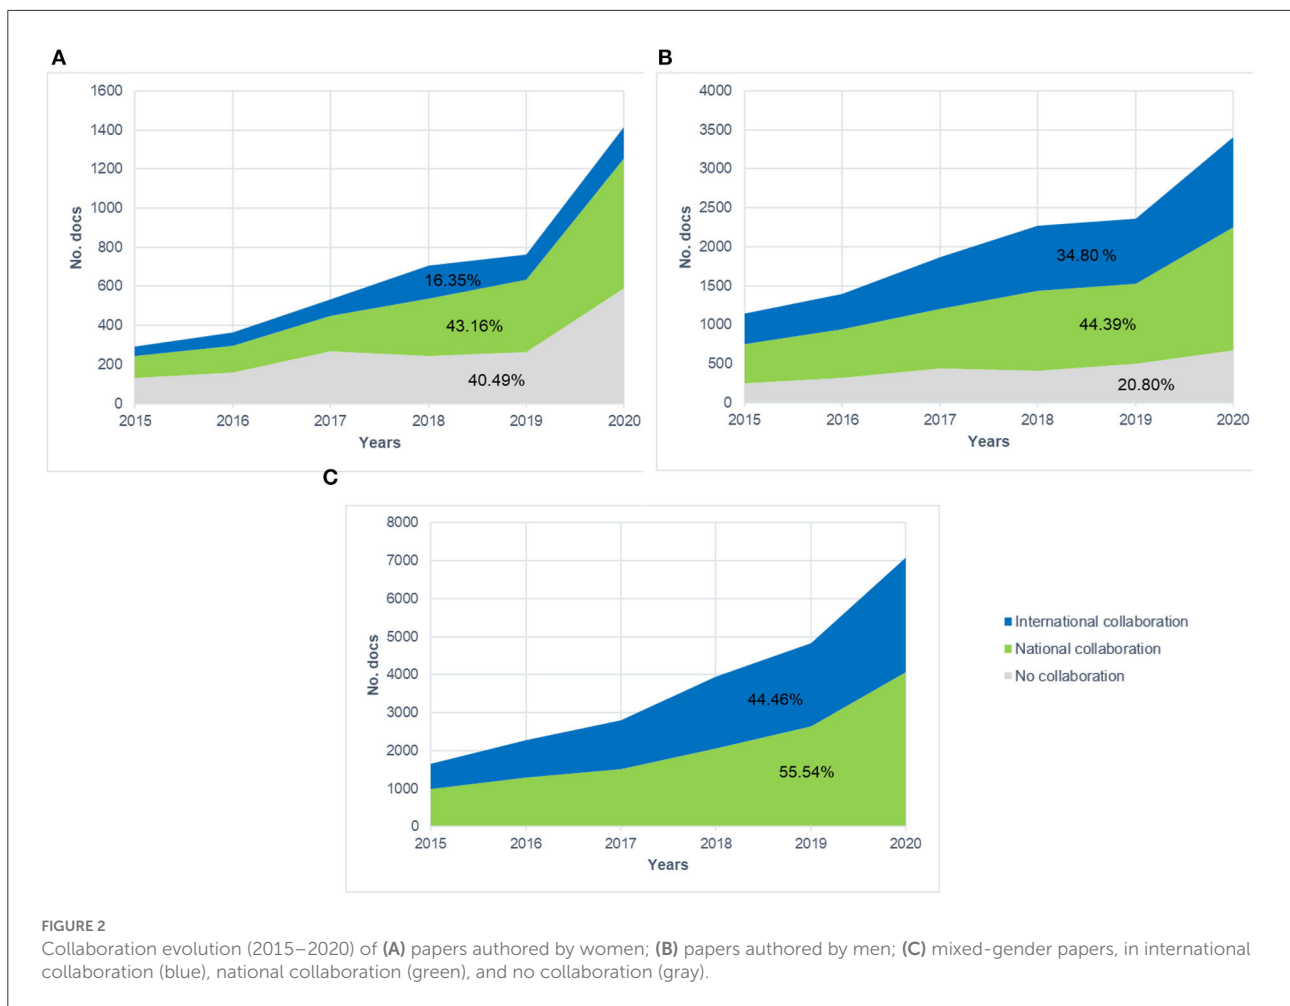 A
1600
1400
1200
1000
800
600
400
200
0
No. docs
16.35%
43.16%
40.49%
2015 2016 2017 2018 2019 2020
Years
B
4000
3500
3000
2500
2000
1500
1000
500
0
No. docs
34.80 %
44.39%
20.80%
2015 2016 2017 2018 2019 2020
Years
C
8000
7000
6000
5000
4000
3000
2000
1000
0
No. docs
44.46%
55.54%
2015 2016 2017 2018 2019 2020
Years
International collaboration
National collaboration
No collaboration
FIGURE 2
Collaboration evolution (2015–2020) of (A) papers authored by women; (B) papers authored by men; (C) mixed-gender papers, in international
collaboration (blue), national collaboration (green), and no collaboration (gray).